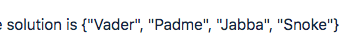 e solution is {"Vader", "Padme", "Jabba", "Snoke"}